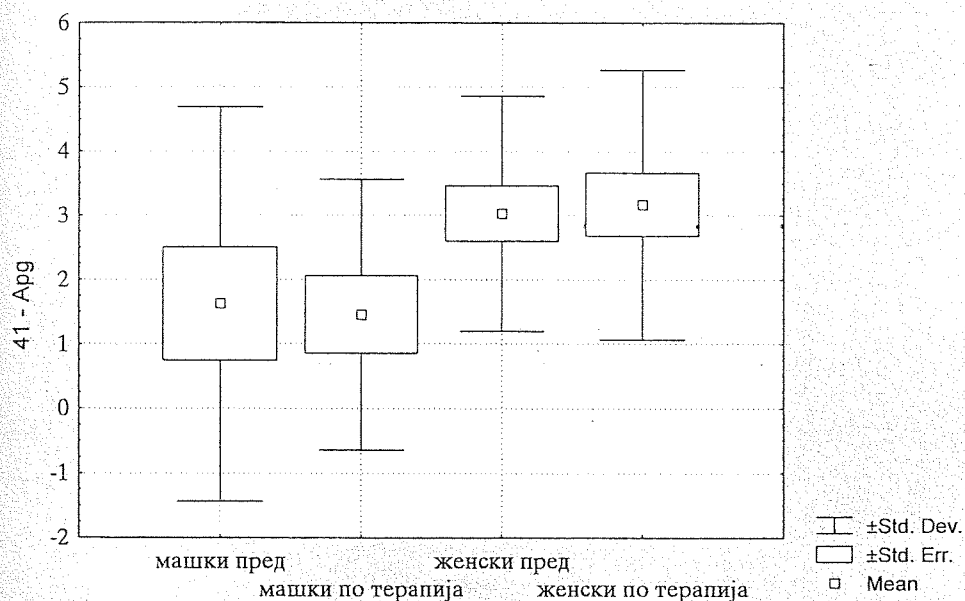 6
5
4
3
2
1
0
-1
-2
41 - Apg
машки пред
женски пред
машки по терапија
женски по терапија
±Std. Dev.
±Std. Err.
Mean